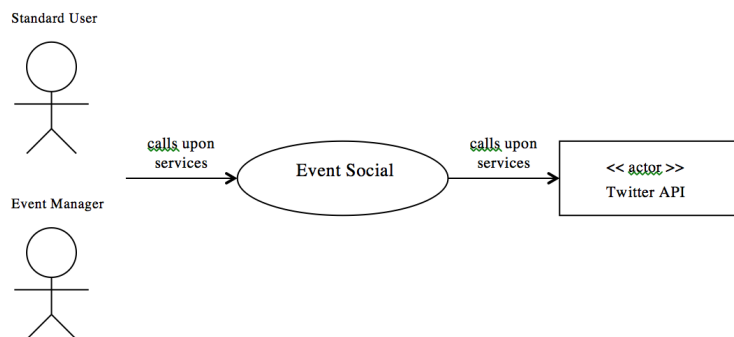 Standard User
calls upon
services
Event Social
calls upon
services
<< actor >>
Twitter API
Event Manager